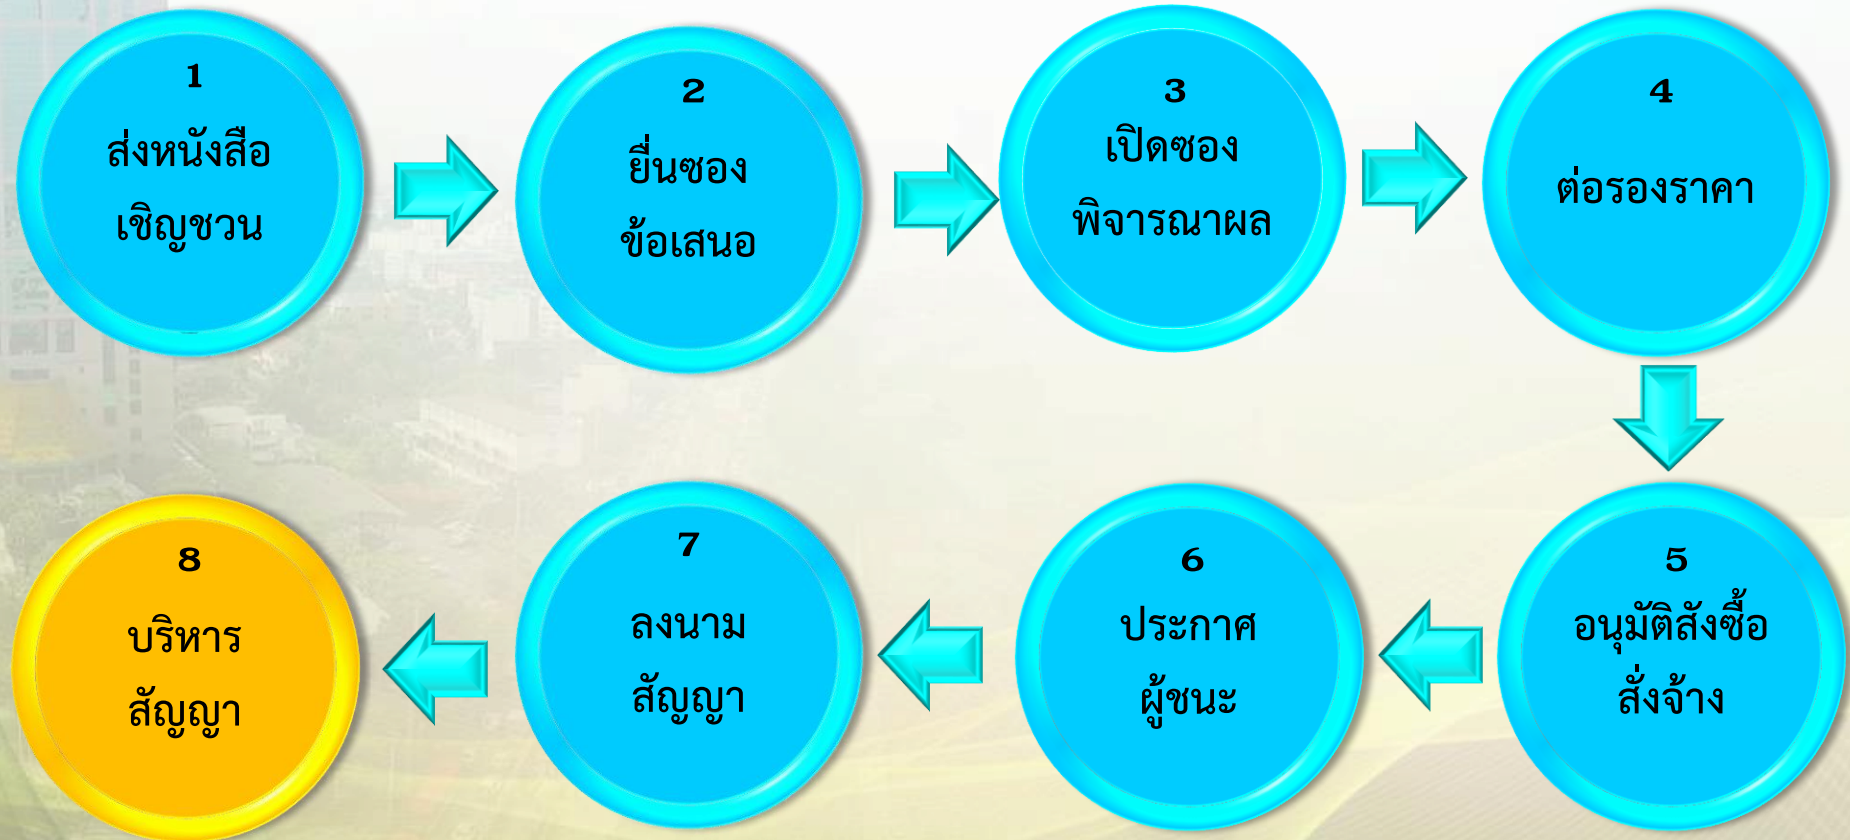 1
ส่งหนังสือ
เชิญชวน
2
ยื่นซอง
ข้อเสนอ
3
เปิดซอง
พิจารณาผล
4
ต่อรองราคา
5
อนุมัติสังซื้อ
สั่งจ้าง
6
ประกาศ
ผู้ชนะ
7
ลงนาม
สัญญา
8
บริหาร
สัญญา